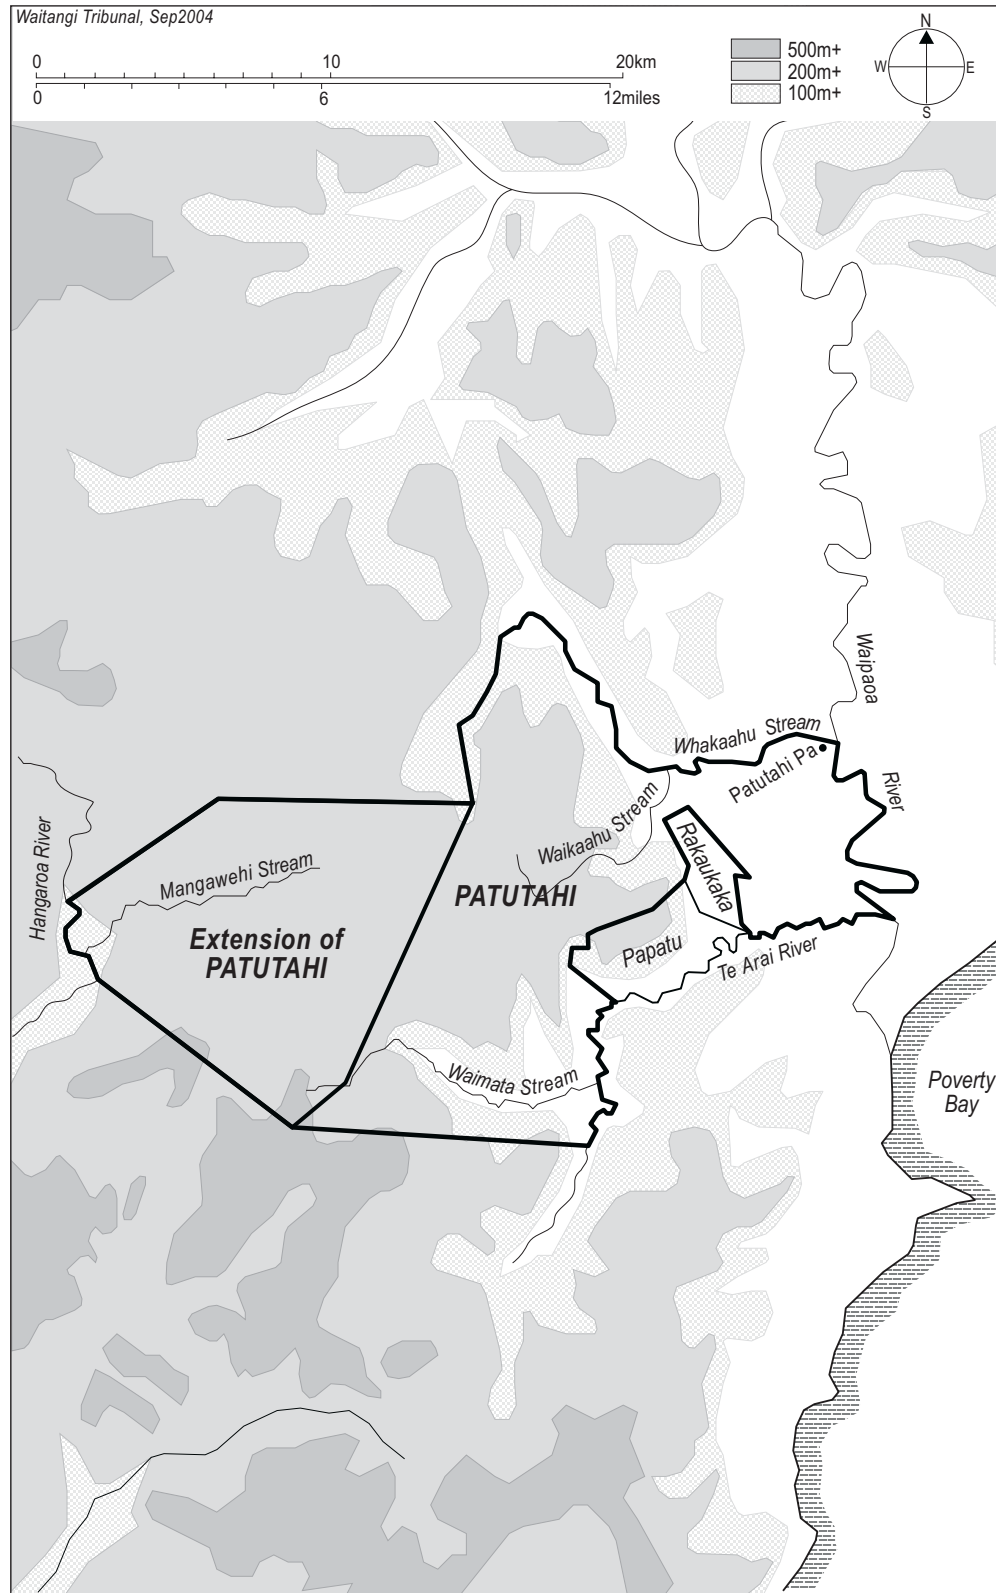 Waitangi Tribunal, Sep2004
0 10 20km
0 6 12miles
500m+
200m+
100m+
N
W E
S
Waipaoa
River
Whakaahu Stream
Patutahi Pa
Hangaroa River
Mangawehi Stream
Waikaahu Stream
Rakaukaka
PATUTAHI
Extension of
PATUTAHI
Papatu
Te Arai River
Waimata Stream
Poverty
Bay